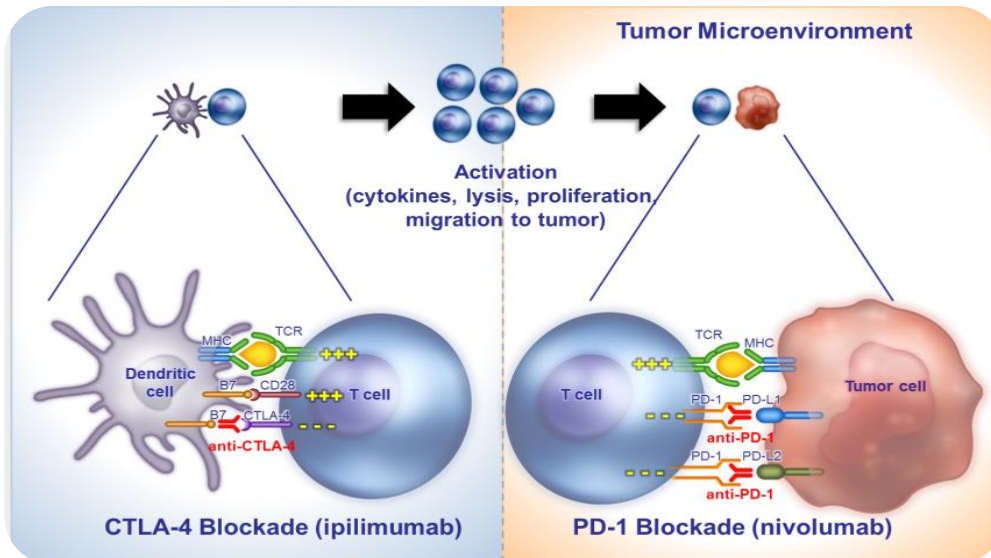 Tumor Microenvironment
Activation
(cytokines, lysis, proliferation,
migration to tumor)
MHC
TCR
+++
Dendritic
cell
B7
CD28
+++
T cell
B7
CTLA-4
- - -
anti-CTLA-4
CTLA-4 Blockade (ipilimumab)
TCR
MHC
+++
T cell
Tumor cell
PD-1
PD-L1
- - -
anti-PD-1
PD-1
PD-L2
- - -
anti-PD-1
PD-1 Blockade (nivolumab)